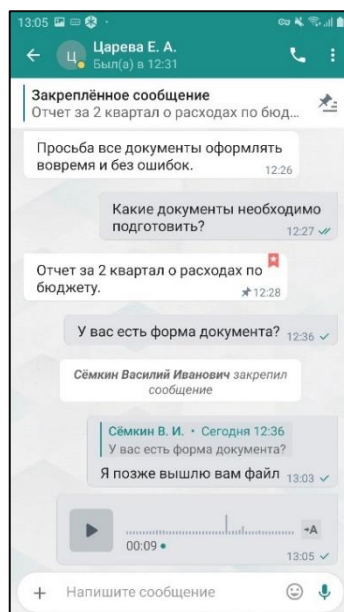 13:05
Царева Е. А.
Ц
Был(а) в 12:31
Закреплённое сообщение
Отчет за 2 квартал о расходах по бюд...
Просьба все документы оформлять
вовремя и без ошибок.
12:26
Какие документы необходимо
подготовить?
12:27
Отчет за 2 квартал о расходах по
бюджету.
12:28
У вас есть форма документа?
12:36
Сёмкин Василий Иванович закрепил
сообщение
Сёмкин В. И. • Сегодня 12:36
У вас есть форма документа?
Я позже вышлю вам файл
13:03
00:09
→A
13:05
Напишите сообщение